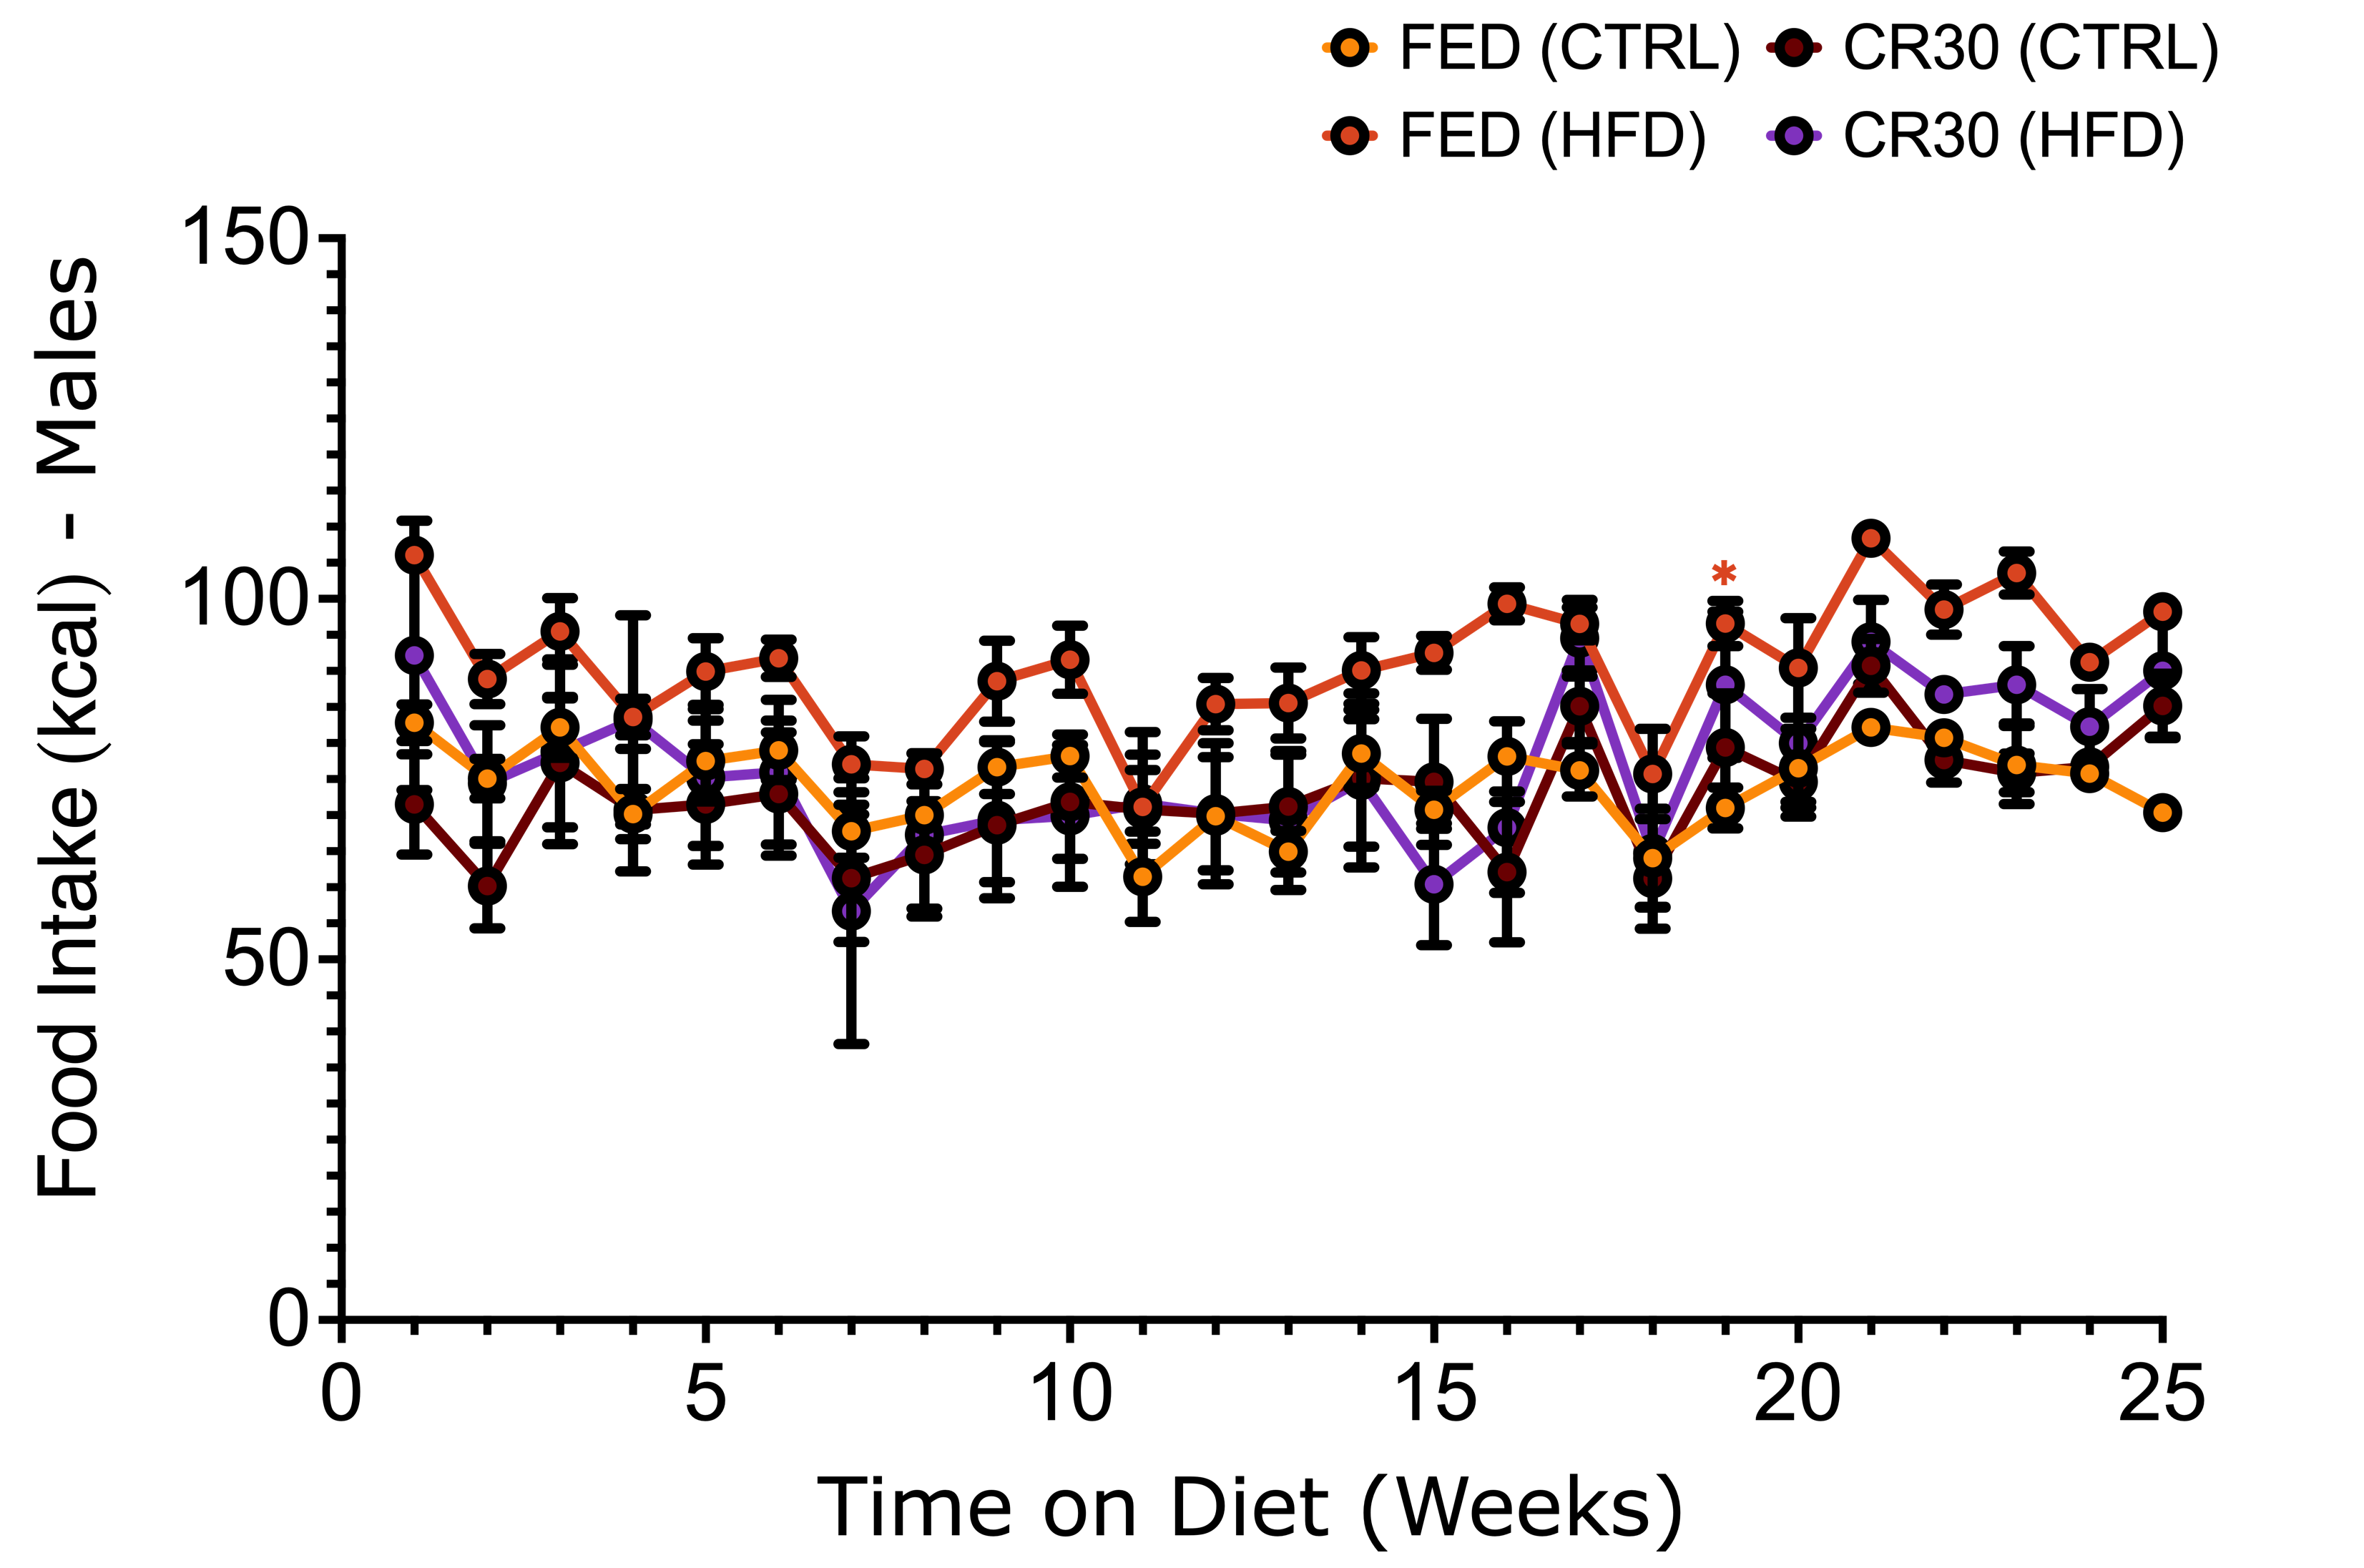 FED (CTRL) CR30 (CTRL)
FED (HFD) CR30 (HFD)
Food Intake (kcal) - Males
150
100
50
0
*
0 5 10 15 20 25
Time on Diet (Weeks)